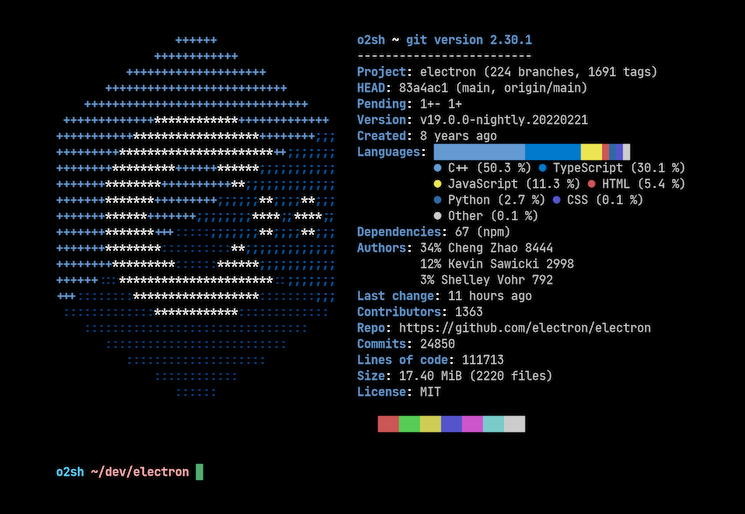 o2sh ~ git version 2.30.1
-------------------------
Project: electron (224 branches, 1691 tags)
HEAD: 83a4ac1 (main, origin/main)
Pending: 1+- 1+
Version: v19.0.0-nightly.20220221
Created: 8 years ago
Languages:
● C++ (50.3 %) ● TypeScript (30.1 %)
● JavaScript (11.3 %) ● HTML (5.4 %)
● Python (2.7 %) ● CSS (0.1 %)
● Other (0.1 %)
Dependencies: 67 (npm)
Authors: 34% Cheng Zhao 8444
12% Kevin Sawicki 2998
3% Shelley Vohr 792
Last change: 11 hours ago
Contributors: 1363
Repo: https://github.com/electron/electron
Commits: 24850
Lines of code: 111713
Size: 17.40 MiB (2220 files)
License: MIT
o2sh ~/dev/electron